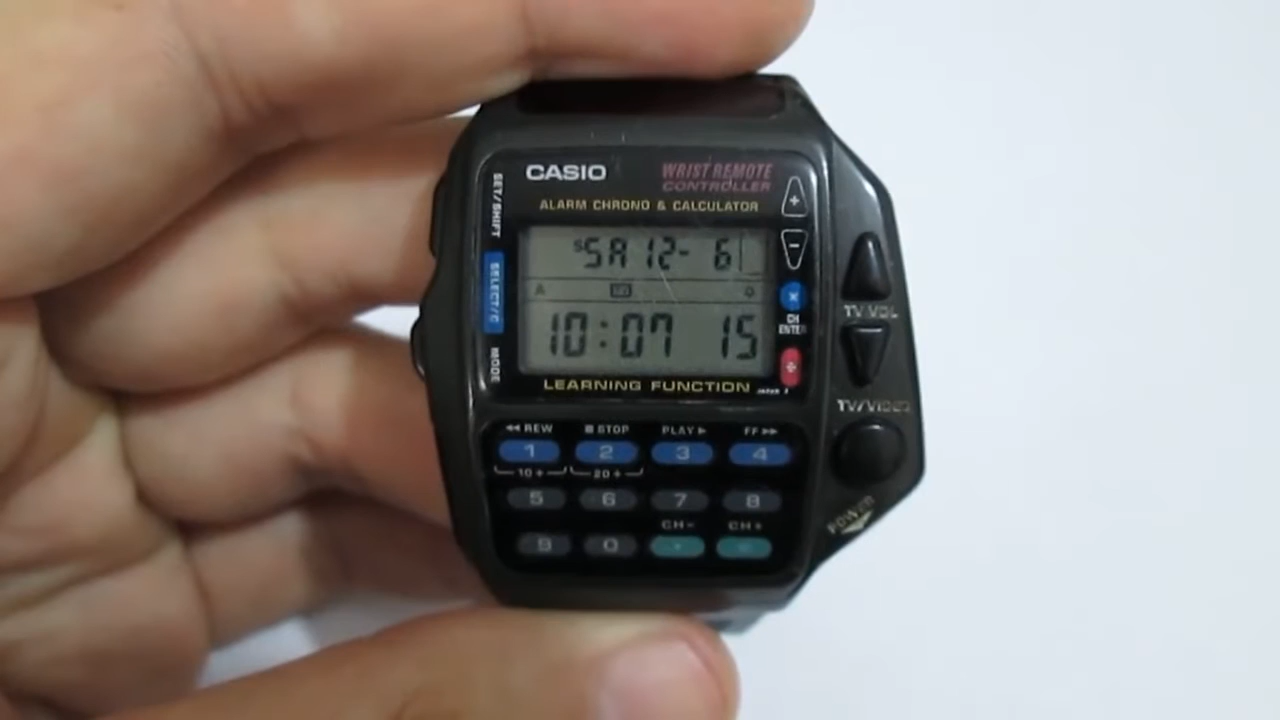 CASIO
WRIST REMOTE
CONTROLLER
ALARM CHRONO & CALCULATOR
SET/SHIFT
SELECT/C
MODE
SA 12- 6
A
10:07 15
+
-
×
CH
ENTER
÷
LEARNING FUNCTION
JAPAN
TV VOL
TV/VIDEO
POWER
◀◀ REW ■ STOP PLAY ▶ FF ▶▶
1 2 3 4
10+ 20+
5 6 7 8
CH- CH+
9 0 · =